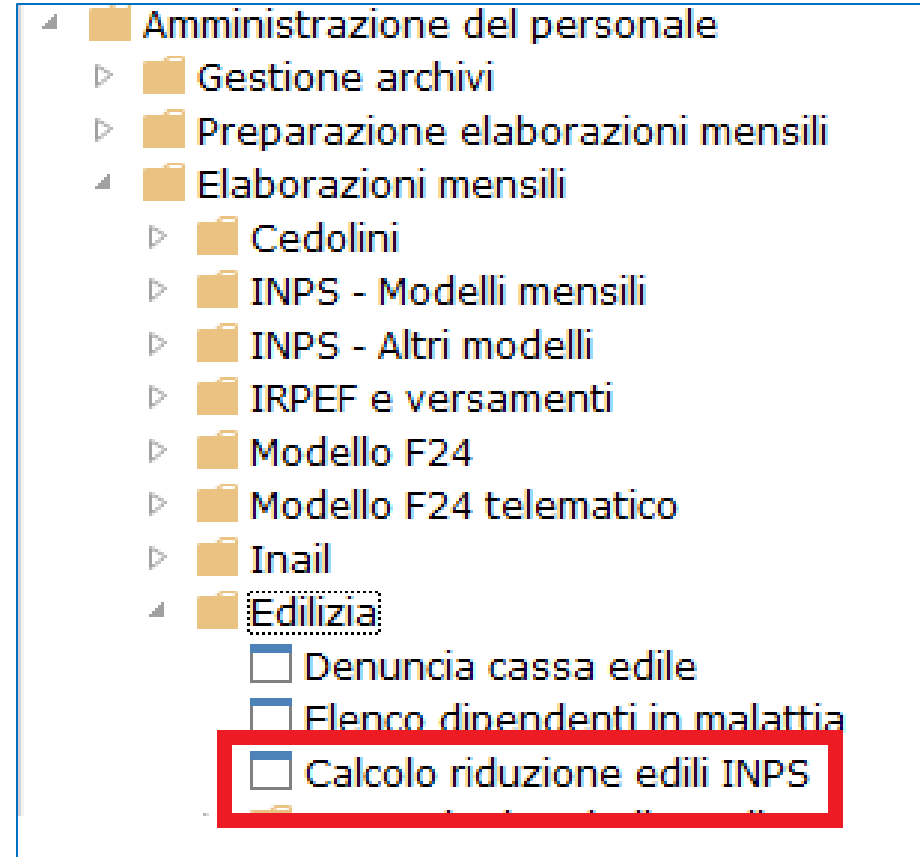 Amministrazione del personale
Gestione archivi
Preparazione elaborazioni mensili
Elaborazioni mensili
Cedolini
INPS - Modelli mensili
INPS - Altri modelli
IRPEF e versamenti
Modello F24
Modello F24 telematico
Inail
Edilizia
Denuncia cassa edile
Elenco dipendenti in malattia
Calcolo riduzione edili INPS